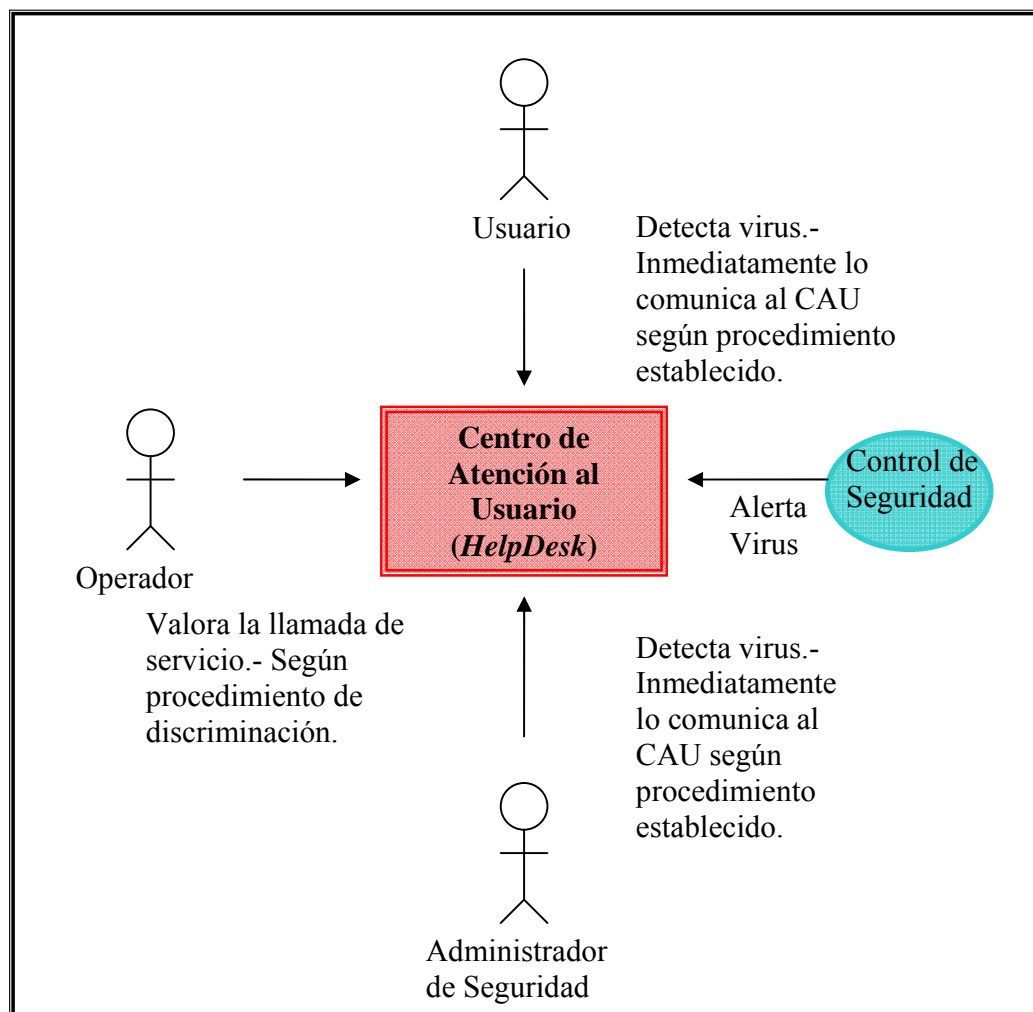 Usuario
Detecta virus.-
Inmediatamente lo
comunica al CAU
según procedimiento
establecido.
Centro de
Atención al
Usuario
(HelpDesk)
Control de
Seguridad
Alerta
Virus
Operador
Valora la llamada de
servicio.- Según
procedimiento de
discriminación.
Detecta virus.-
Inmediatamente
lo comunica al
CAU según
procedimiento
establecido.
Administrador
de Seguridad